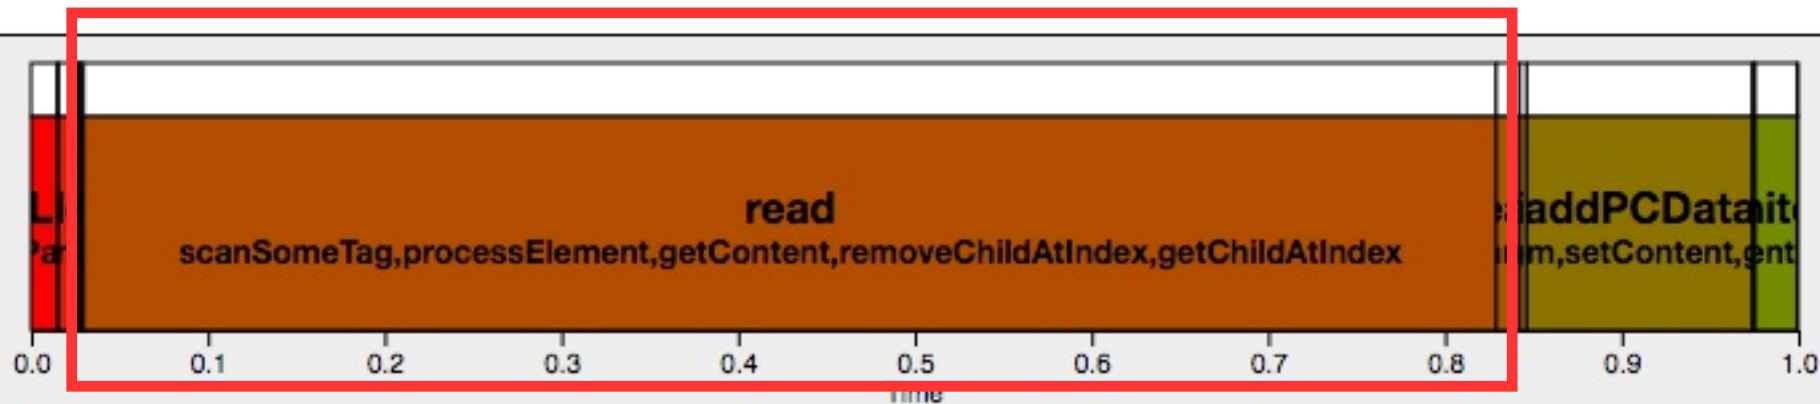 read
addPCData
scanSomeTag,processElement,getContent,removeChildAtIndex,getChildAtIndex
setContent,
0.0 0.1 0.2 0.3 0.4 0.5 0.6 0.7 0.8 0.9 1.0
Time